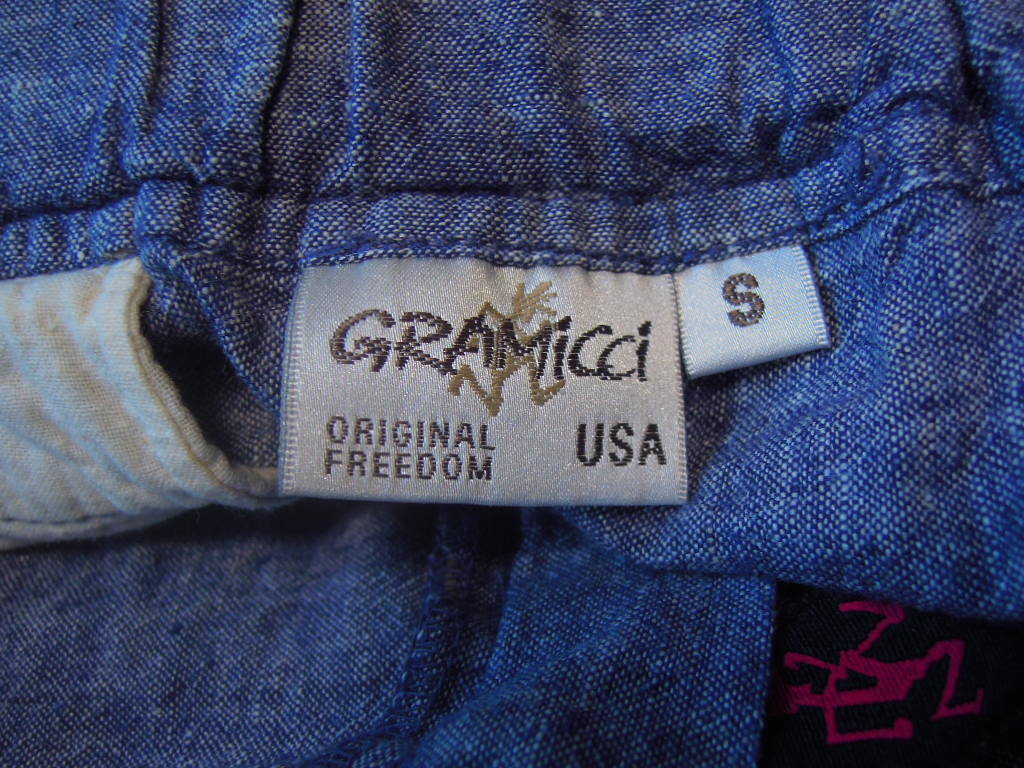 GRAMicci
ORIGINAL
FREEDOM
USA
S